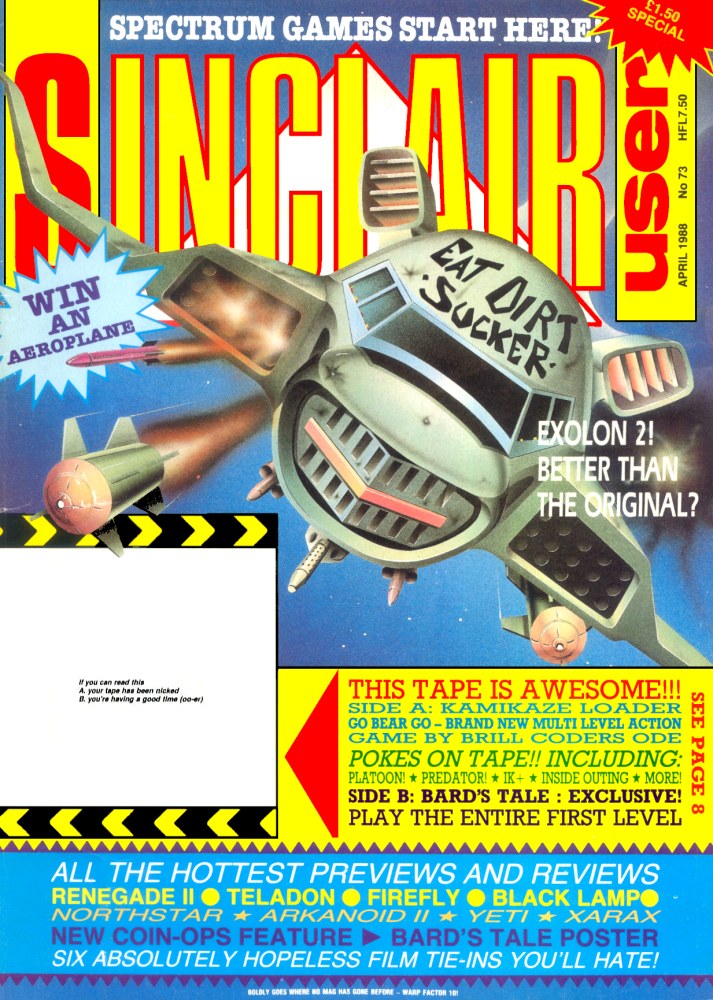 £1.50
SPECIAL
SPECTRUM GAMES START HERE!
SINCLAIR
user
APRIL 1988 No 73 HFL7.50
WIN
AN
AEROPLANE
EAT DIRT
SUCKER
EXOLON 2!
BETTER THAN
THE ORIGINAL?
If you can read this
A. your tape has been nicked
B. you're having a good time (oo-er)
THIS TAPE IS AWESOME!!!
SIDE A: KAMIKAZE LOADER
GO BEAR GO – BRAND NEW MULTI LEVEL ACTION
GAME BY BRILL CODERS ODE
POKES ON TAPE!! INCLUDING:
PLATOON! ★ PREDATOR! ★ IK+ ★ INSIDE OUTING ★ MORE!
SIDE B: BARD'S TALE : EXCLUSIVE!
PLAY THE ENTIRE FIRST LEVEL
SEE PAGE 8
ALL THE HOTTEST PREVIEWS AND REVIEWS
RENEGADE II ● TELADON ● FIREFLY ● BLACK LAMP●
NORTHSTAR ★ ARKANOID II ★ YETI ★ XARAX
NEW COIN-OPS FEATURE ▶ BARD'S TALE POSTER
SIX ABSOLUTELY HOPELESS FILM TIE-INS YOU'LL HATE!
BOLDLY GOES WHERE NO MAG HAS GONE BEFORE – WARP FACTOR 10!